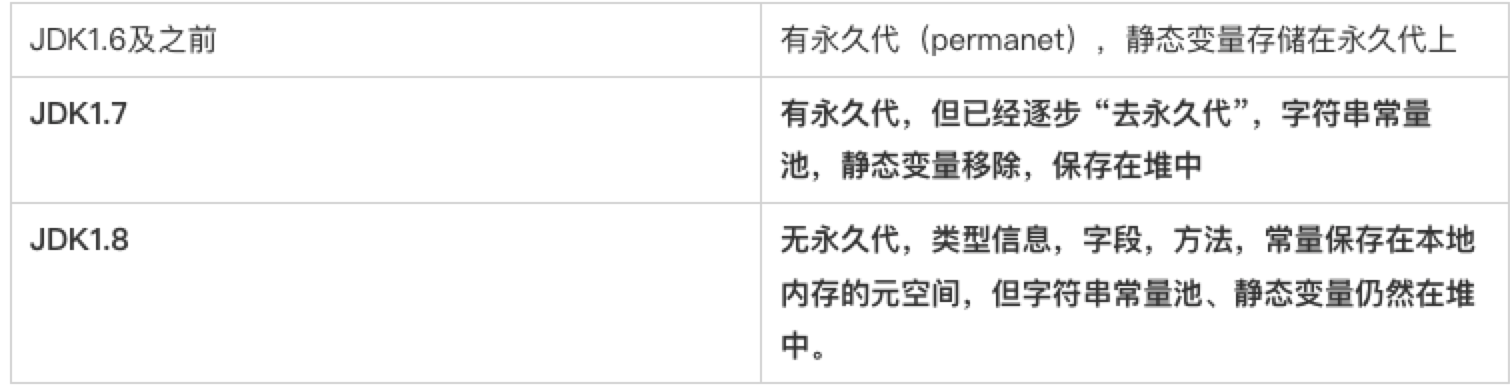 JDK1.6及之前
有永久代（permanet），静态变量存储在永久代上
JDK1.7
有永久代，但已经逐步“去永久代”，字符串常量
池，静态变量移除，保存在堆中
JDK1.8
无永久代，类型信息，字段，方法，常量保存在本地
内存的元空间，但字符串常量池、静态变量仍然在堆
中。